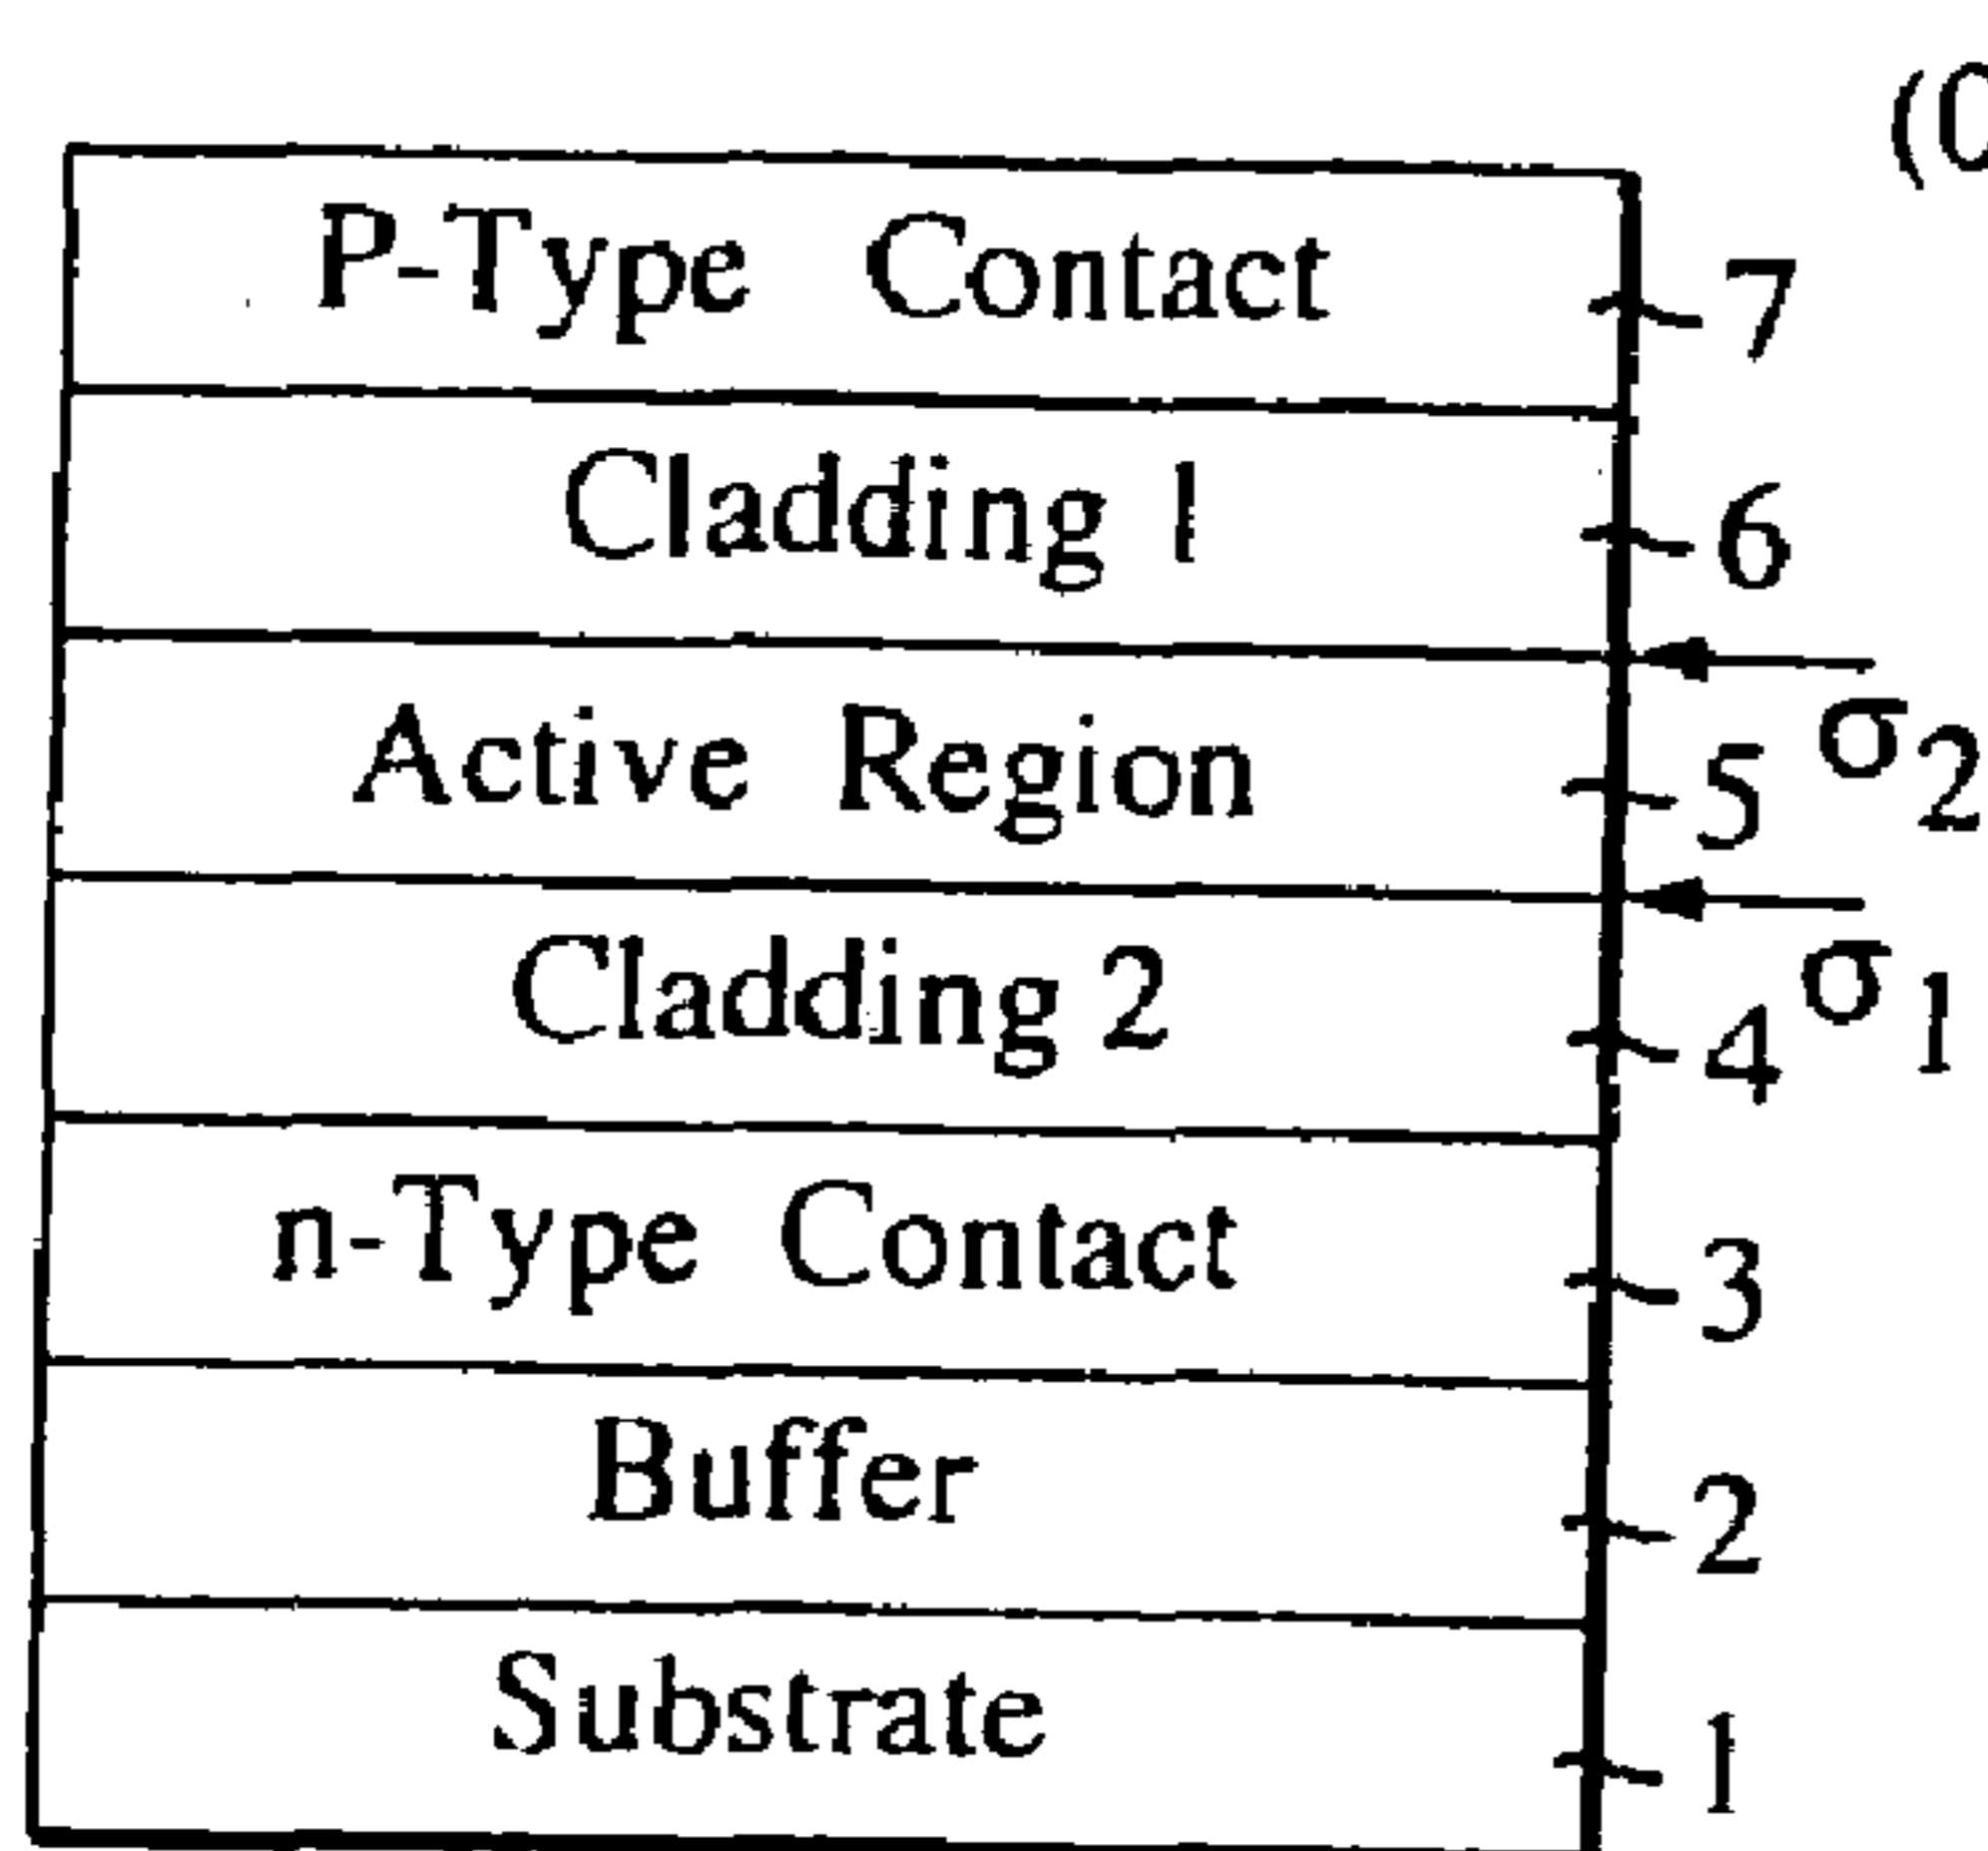 (0
P-Type Contact
7
Cladding 1
6
σ2
Active Region
5
σ1
Cladding 2
4
n-Type Contact
3
Buffer
2
Substrate
1